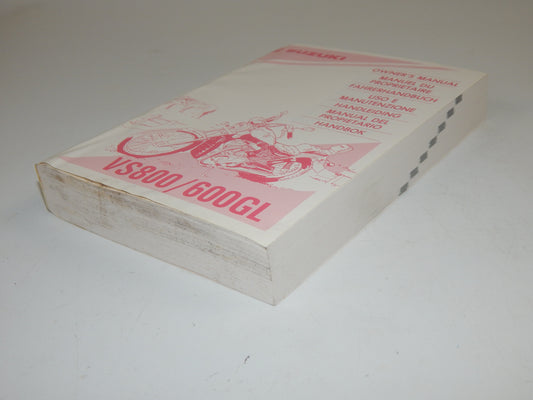 SUZUKI
OWNER'S MANUAL
MANUEL DU
PROPRIETAIRE
FAHRERHANDBUCH
USO E
MANUTENZIONE
HANDLEIDING
MANUAL DEL
PROPIETARIO
HANDBOK
VS800/600GL